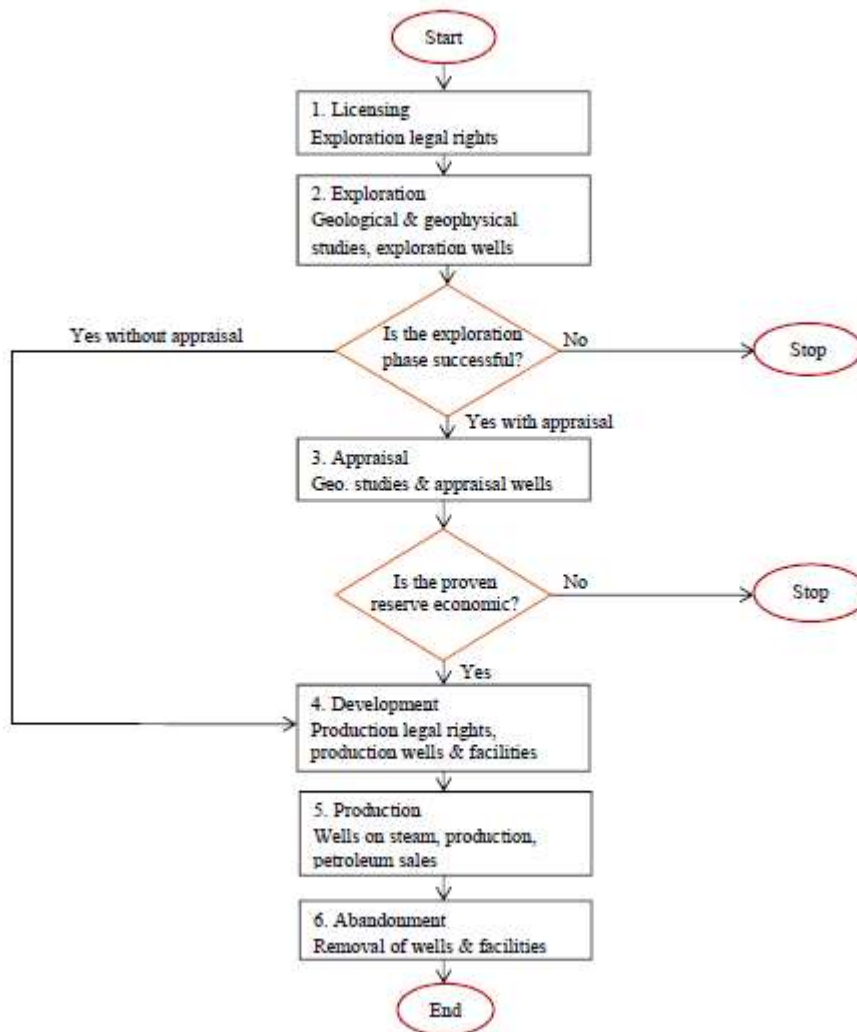 Start
1. Licensing
Exploration legal rights
2. Exploration
Geological & geophysical
studies, exploration wells
Yes without appraisal
Is the exploration
phase successful?
No
Stop
Yes with appraisal
3. Appraisal
Geo. studies & appraisal wells
Is the proven
reserve economic?
No
Stop
Yes
4. Development
Production legal rights,
production wells & facilities
5. Production
Wells on steam, production,
petroleum sales
6. Abandonment
Removal of wells & facilities
End